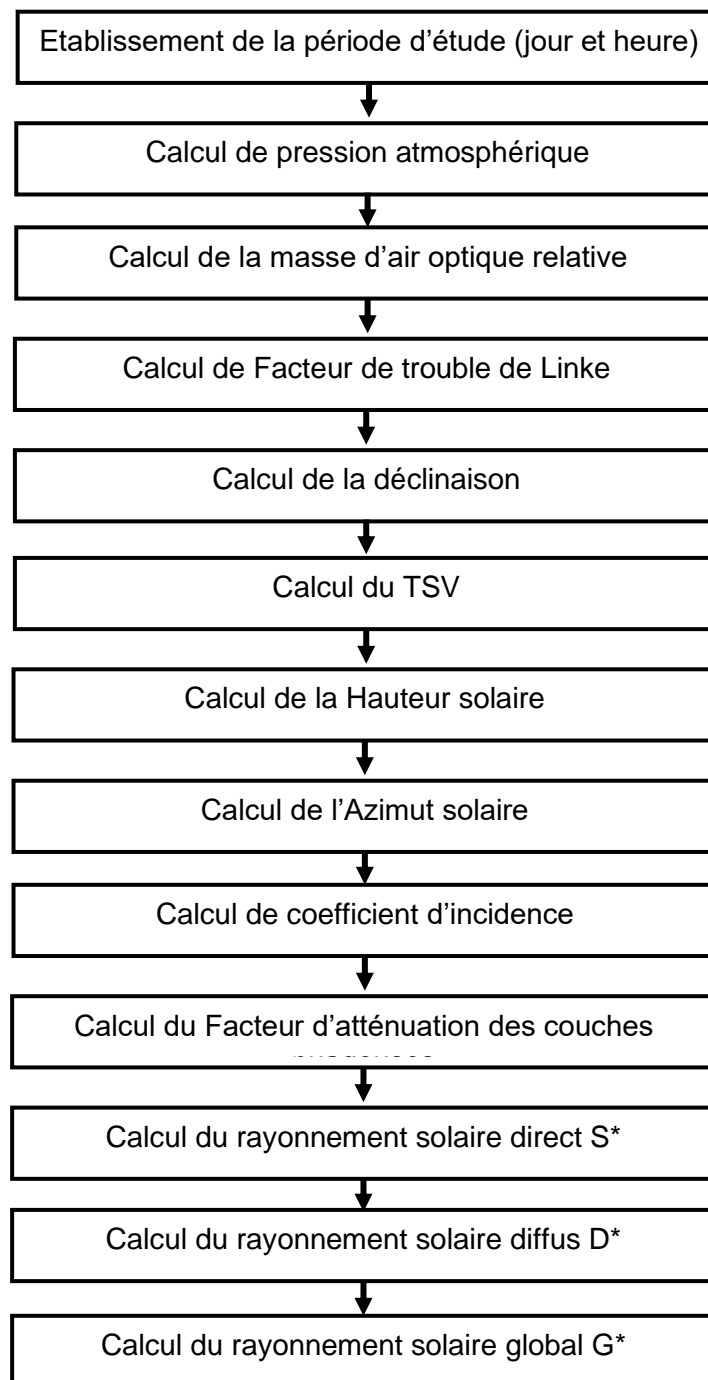 Etablissement de la période d’étude (jour et heure)
Calcul de pression atmosphérique
Calcul de la masse d’air optique relative
Calcul de Facteur de trouble de Linke
Calcul de la déclinaison
Calcul du TSV
Calcul de la Hauteur solaire
Calcul de l’Azimut solaire
Calcul de coefficient d’incidence
Calcul du Facteur d’atténuation des couches
Calcul du rayonnement solaire direct S*
Calcul du rayonnement solaire diffus D*
Calcul du rayonnement solaire global G*